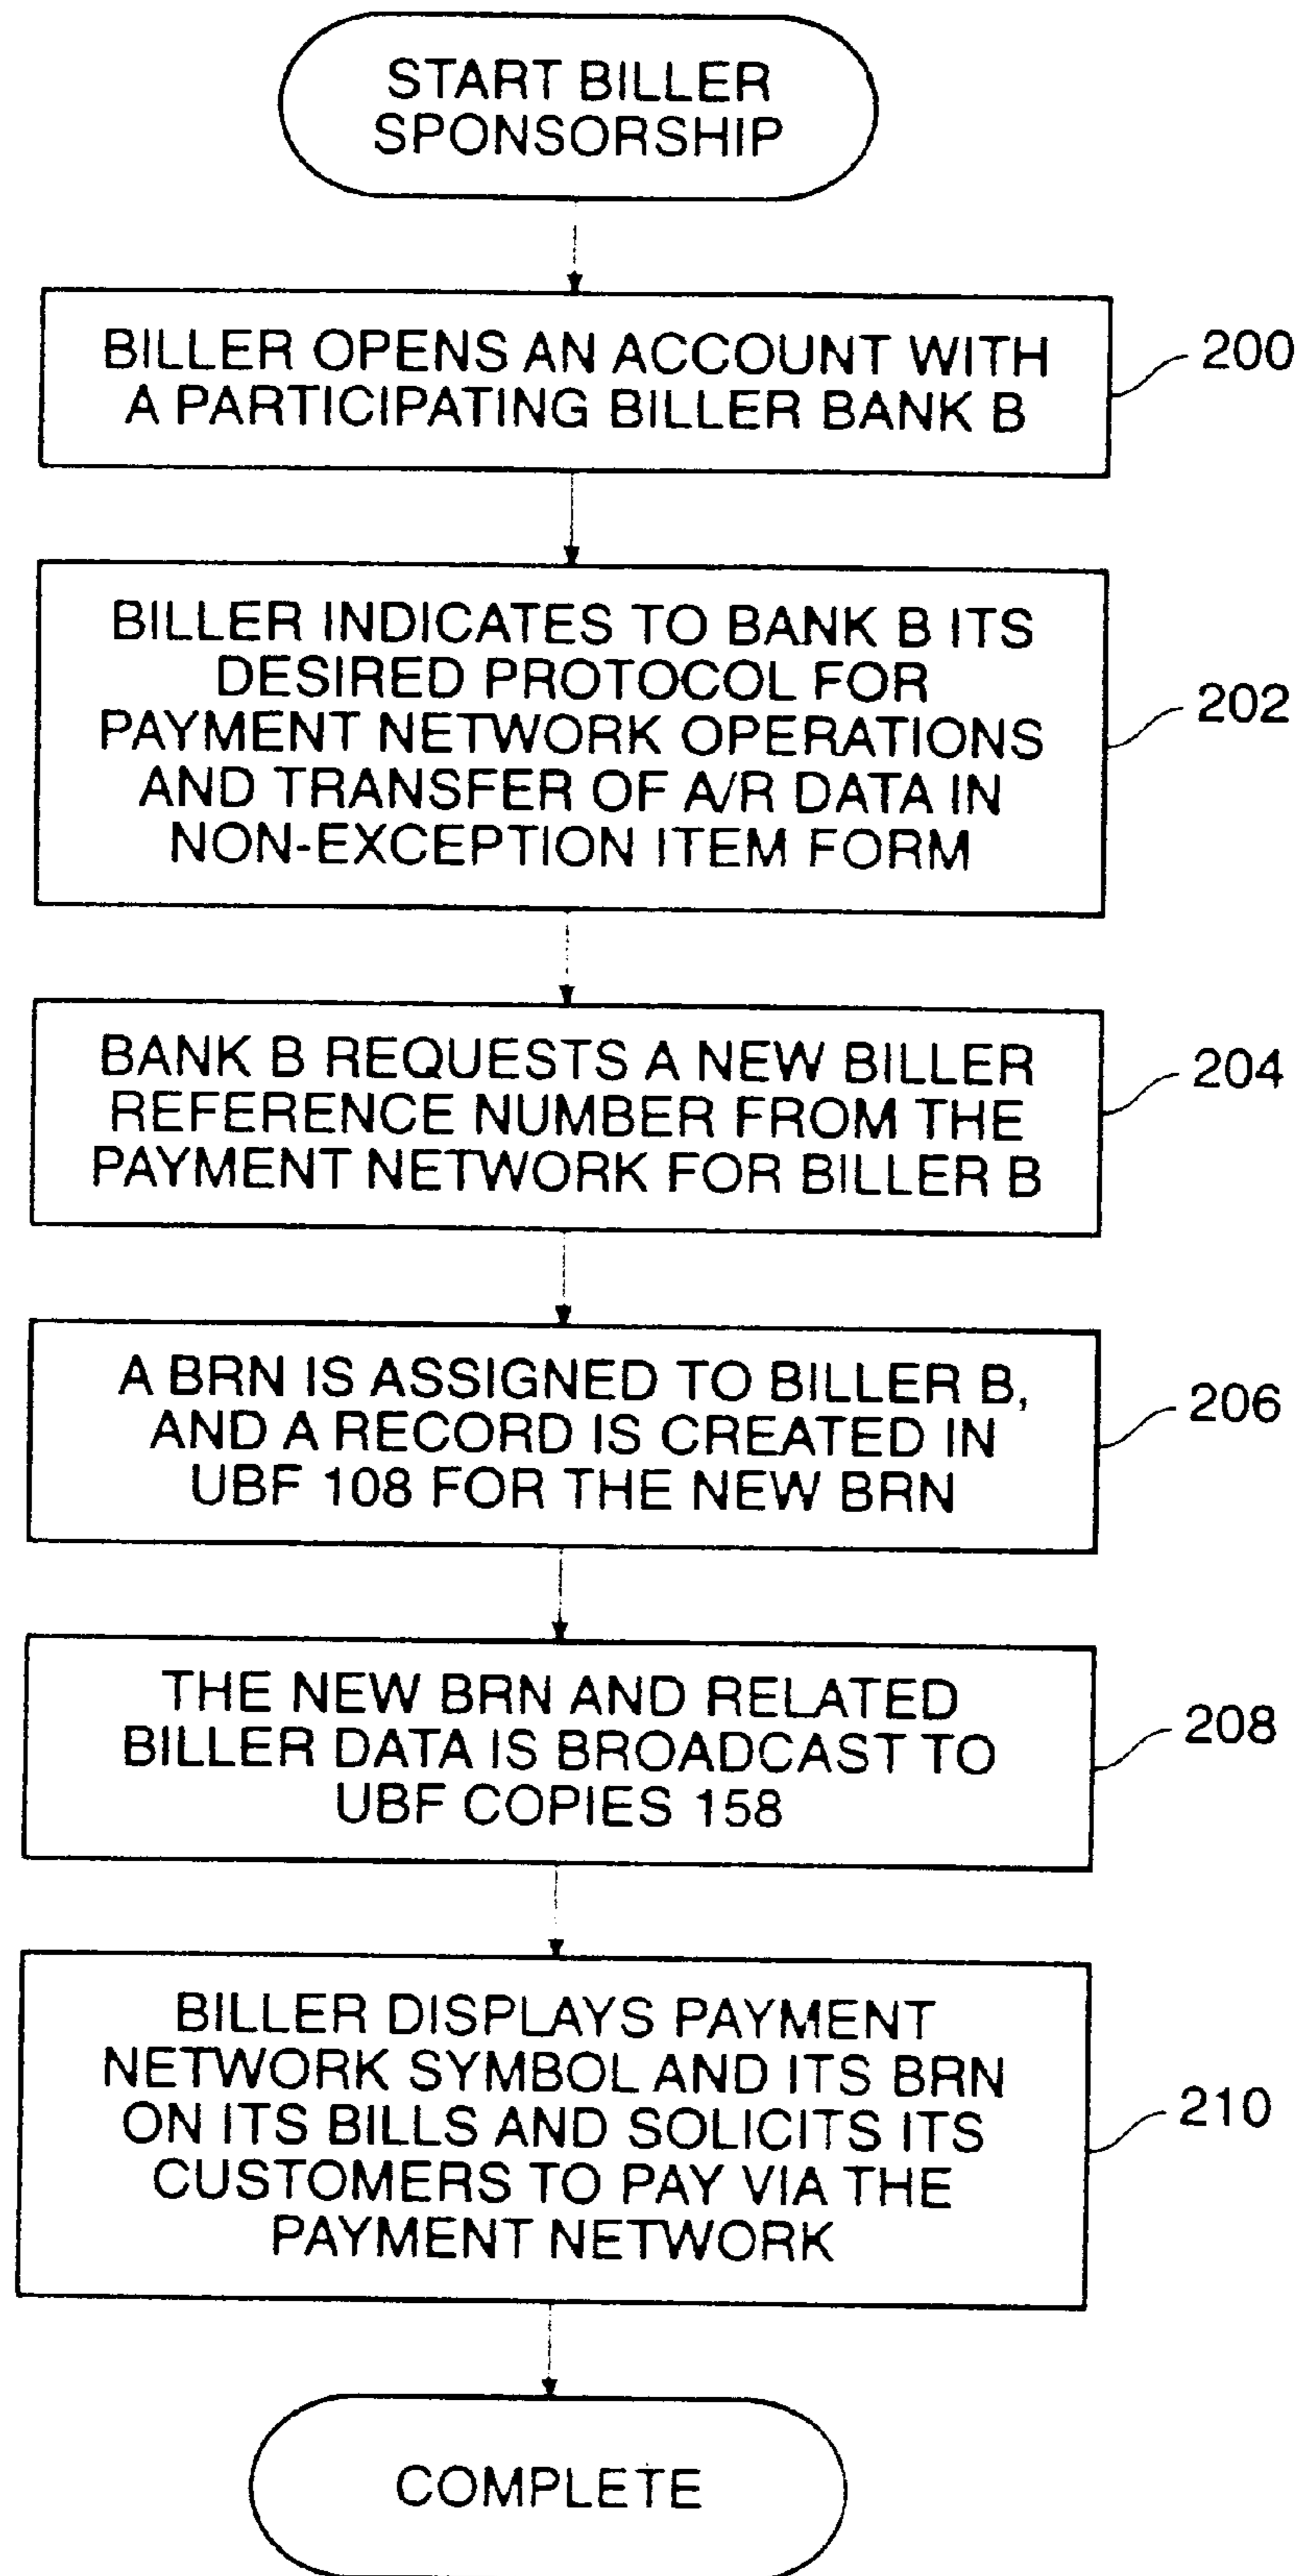 START BILLER
SPONSORSHIP
BILLER OPENS AN ACCOUNT WITH
A PARTICIPATING BILLER BANK B
200
BILLER INDICATES TO BANK B ITS
DESIRED PROTOCOL FOR
PAYMENT NETWORK OPERATIONS
AND TRANSFER OF A/R DATA IN
NON-EXCEPTION ITEM FORM
202
BANK B REQUESTS A NEW BILLER
REFERENCE NUMBER FROM THE
PAYMENT NETWORK FOR BILLER B
204
A BRN IS ASSIGNED TO BILLER B,
AND A RECORD IS CREATED IN
UBF 108 FOR THE NEW BRN
206
THE NEW BRN AND RELATED
BILLER DATA IS BROADCAST TO
UBF COPIES 158
208
BILLER DISPLAYS PAYMENT
NETWORK SYMBOL AND ITS BRN
ON ITS BILLS AND SOLICITS ITS
CUSTOMERS TO PAY VIA THE
PAYMENT NETWORK
210
COMPLETE